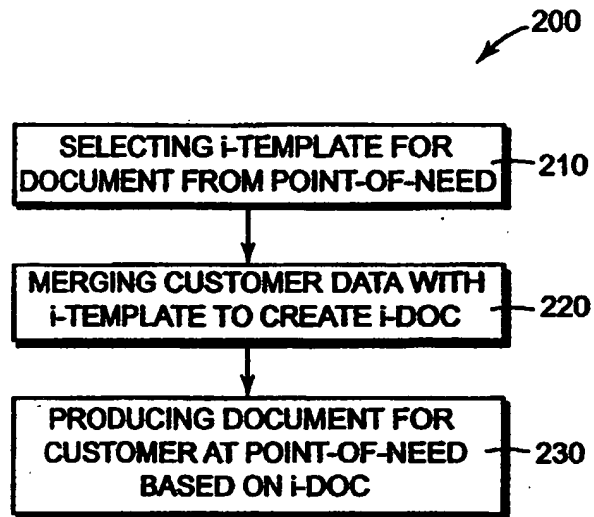 200
SELECTING i-TEMPLATE FOR
DOCUMENT FROM POINT-OF-NEED
210
MERGING CUSTOMER DATA WITH
i-TEMPLATE TO CREATE i-DOC
220
PRODUCING DOCUMENT FOR
CUSTOMER AT POINT-OF-NEED
BASED ON i-DOC
230